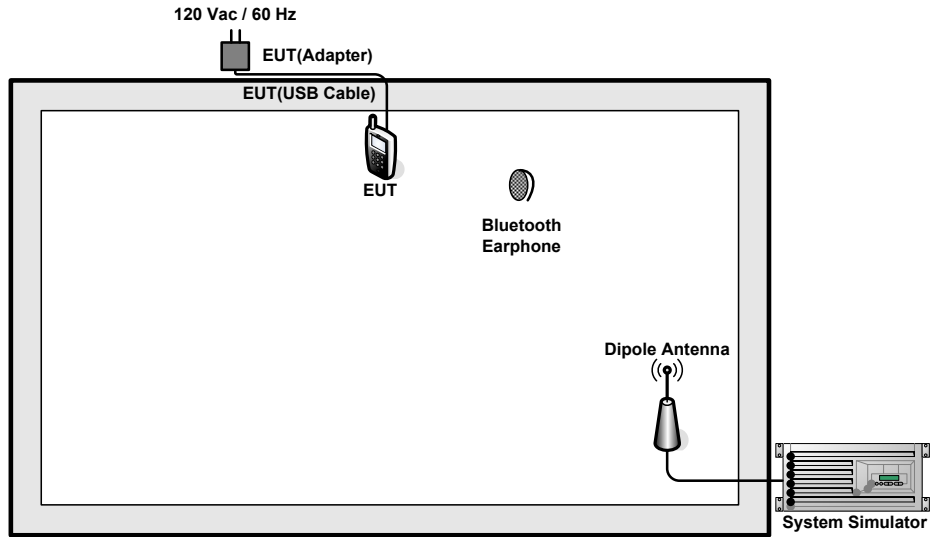 120 Vac / 60 Hz
EUT(Adapter)
EUT(USB Cable)
EUT
Bluetooth
Earphone
Dipole Antenna
System Simulator